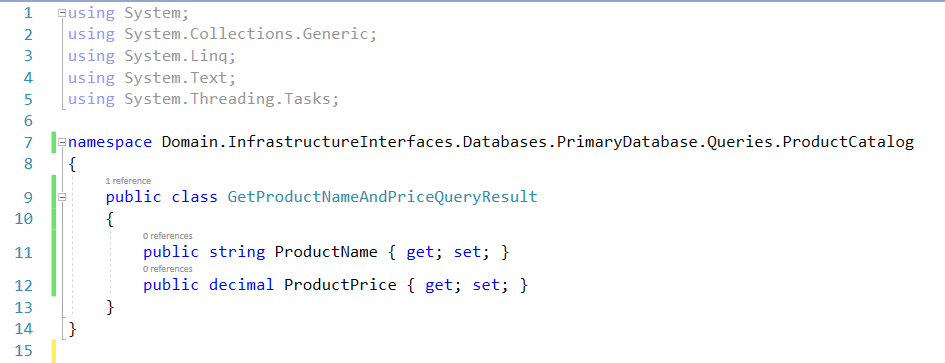 1 using System;
2 using System.Collections.Generic;
3 using System.Linq;
4 using System.Text;
5 using System.Threading.Tasks;
6
7 namespace Domain.InfrastructureInterfaces.Databases.PrimaryDatabase.Queries.ProductCatalog
8 {
1 reference
9 public class GetProductNameAndPriceQueryResult
10 {
0 references
11 public string ProductName { get; set; }
0 references
12 public decimal ProductPrice { get; set; }
13 }
14 }
15